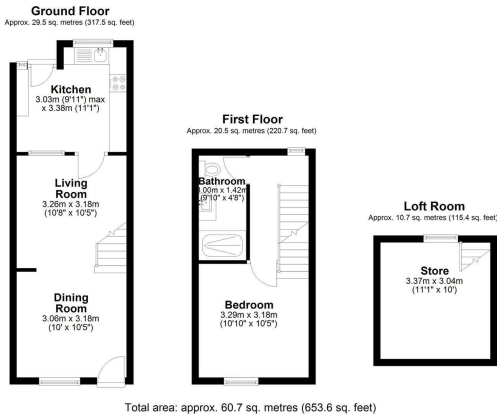 Ground Floor
Approx. 29.5 sq. metres (317.5 sq. feet)
Kitchen
3.03m (9'11") max
x 3.38m (11'1")
Living
Room
3.26m x 3.18m
(10'8" x 10'5")
Dining
Room
3.06m x 3.18m
(10' x 10'5")
First Floor
Approx. 20.5 sq. metres (220.7 sq. feet)
Bathroom
3.00m x 1.42m
(9'10" x 4'8")
Bedroom
3.29m x 3.18m
(10'10" x 10'5")
Loft Room
Approx. 10.7 sq. metres (115.4 sq. feet)
Store
3.37m x 3.04m
(11'1" x 10')
Total area: approx. 60.7 sq. metres (653.6 sq. feet)